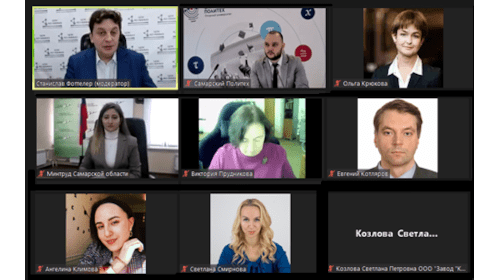 ПОЛИТЕХ
Станислав Фоттелер (модератор)
Самарский Политех
Ольга Крюкова
Минтруд Самарской области
Виктория Прудникова
Евгений Котляров
Козлова Светла...
Ангелина Климова
Светлана Смирнова
Козлова Светлана Петровна ООО "Завод "К...